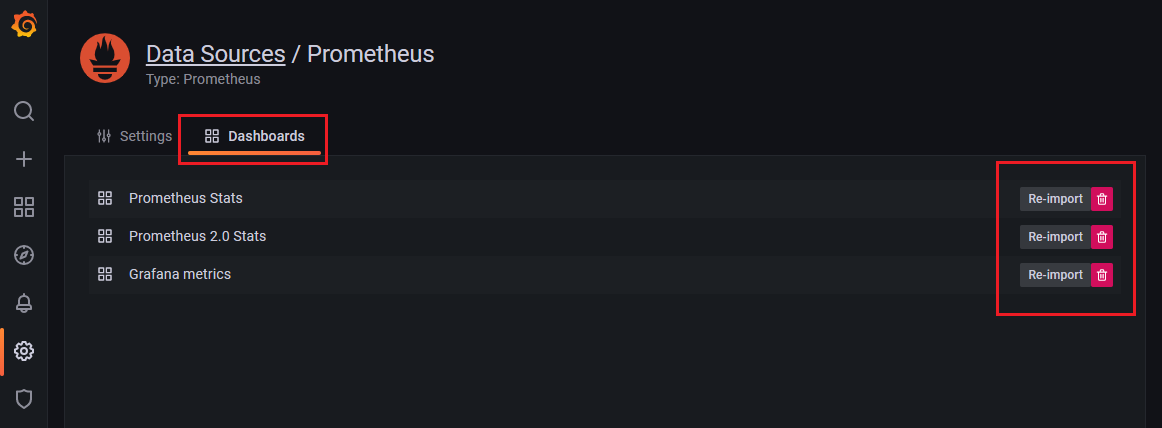 Data Sources / Prometheus
Type: Prometheus
Settings Dashboards
Prometheus Stats Re-import
Prometheus 2.0 Stats Re-import
Grafana metrics Re-import